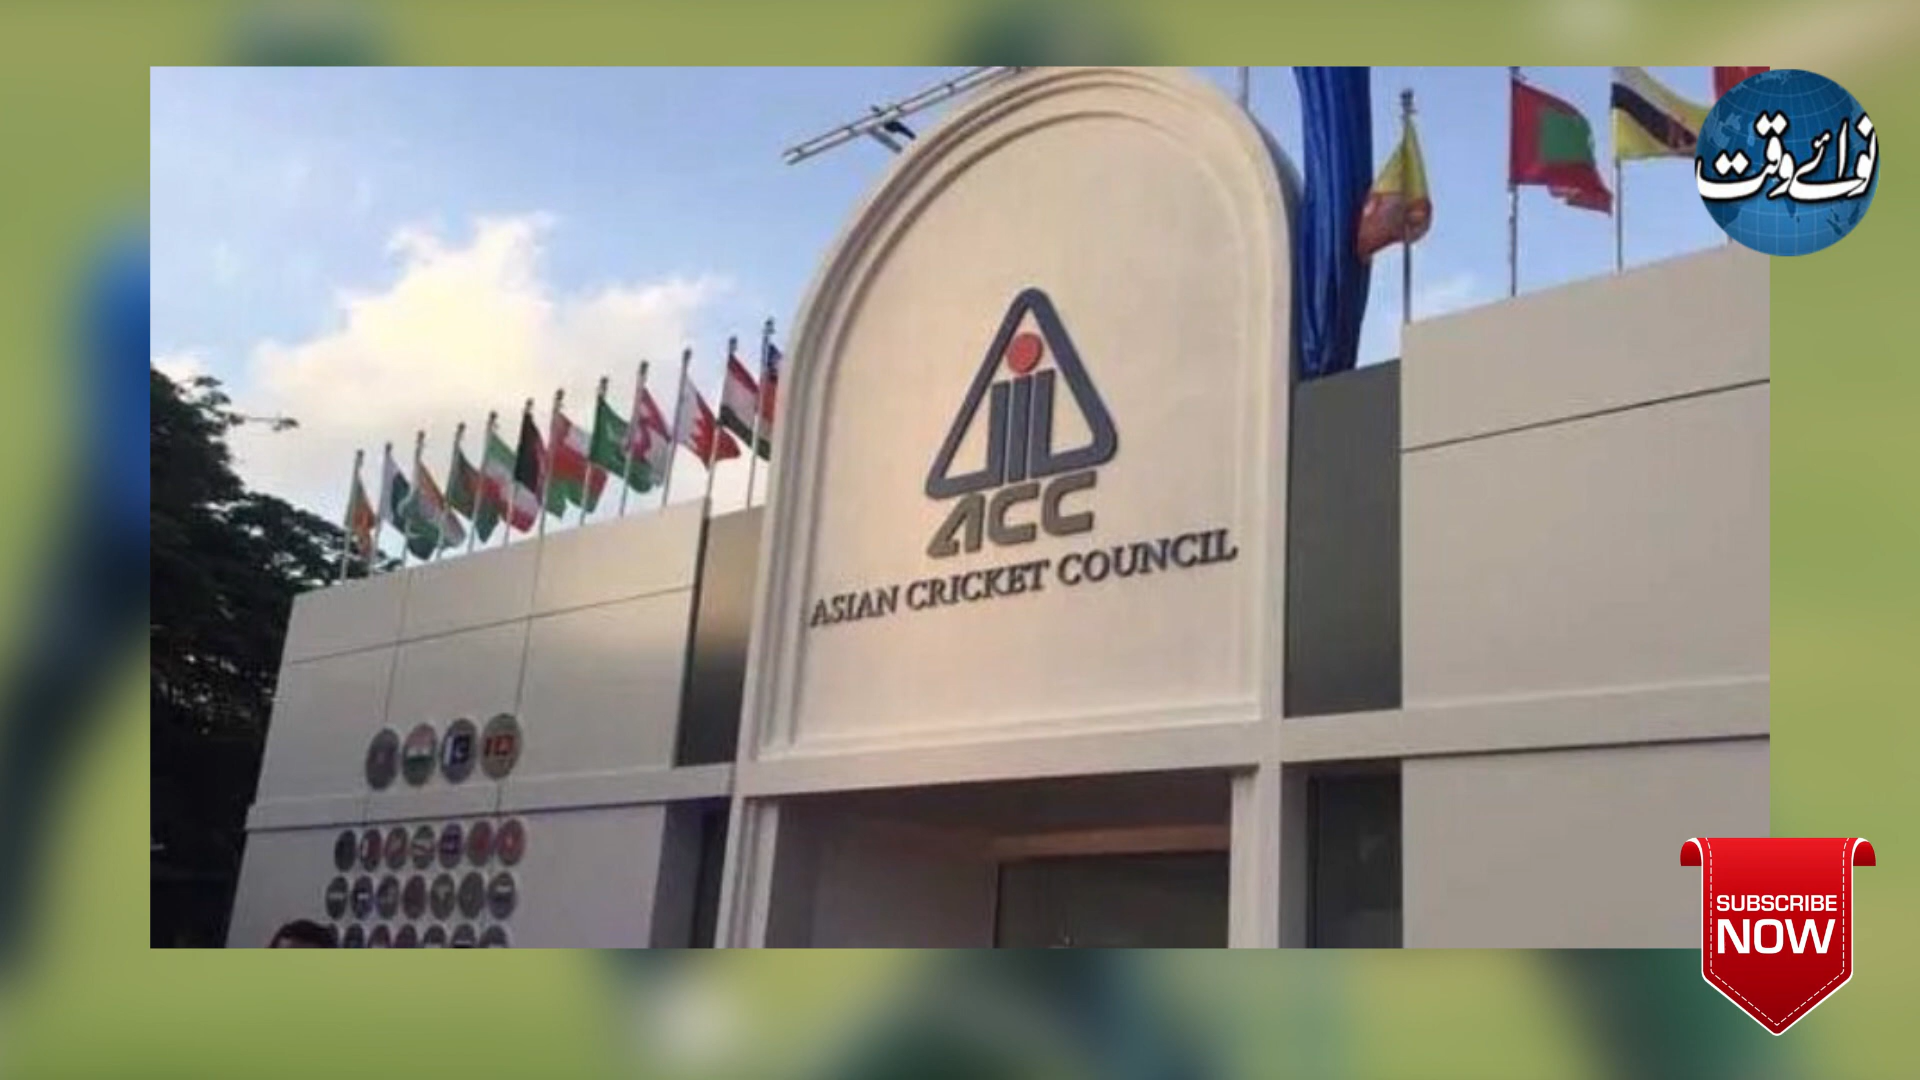 نوائے وقت
ACC
ASIAN CRICKET COUNCIL
SUBSCRIBE
NOW